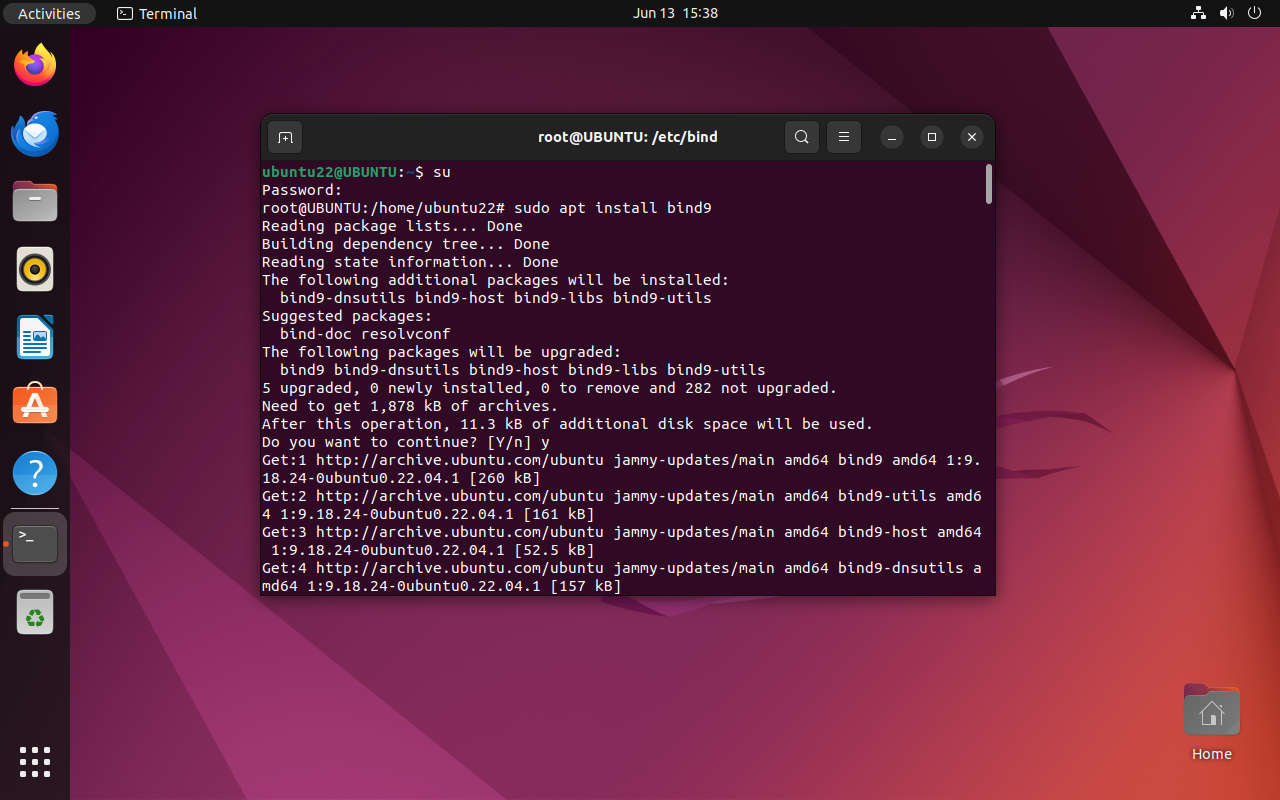 Activities
Terminal
Jun 13 15:38
root@UBUNTU: /etc/bind
ubuntu22@UBUNTU:~$ su
Password:
root@UBUNTU:/home/ubuntu22# sudo apt install bind9
Reading package lists... Done
Building dependency tree... Done
Reading state information... Done
The following additional packages will be installed:
  bind9-dnsutils bind9-host bind9-libs bind9-utils
Suggested packages:
  bind-doc resolvconf
The following packages will be upgraded:
  bind9 bind9-dnsutils bind9-host bind9-libs bind9-utils
5 upgraded, 0 newly installed, 0 to remove and 282 not upgraded.
Need to get 1,878 kB of archives.
After this operation, 11.3 kB of additional disk space will be used.
Do you want to continue? [Y/n] y
Get:1 http://archive.ubuntu.com/ubuntu jammy-updates/main amd64 bind9 amd64 1:9.
18.24-0ubuntu0.22.04.1 [260 kB]
Get:2 http://archive.ubuntu.com/ubuntu jammy-updates/main amd64 bind9-utils amd6
4 1:9.18.24-0ubuntu0.22.04.1 [161 kB]
Get:3 http://archive.ubuntu.com/ubuntu jammy-updates/main amd64 bind9-host amd64
 1:9.18.24-0ubuntu0.22.04.1 [52.5 kB]
Get:4 http://archive.ubuntu.com/ubuntu jammy-updates/main amd64 bind9-dnsutils a
md64 1:9.18.24-0ubuntu0.22.04.1 [157 kB]
Home